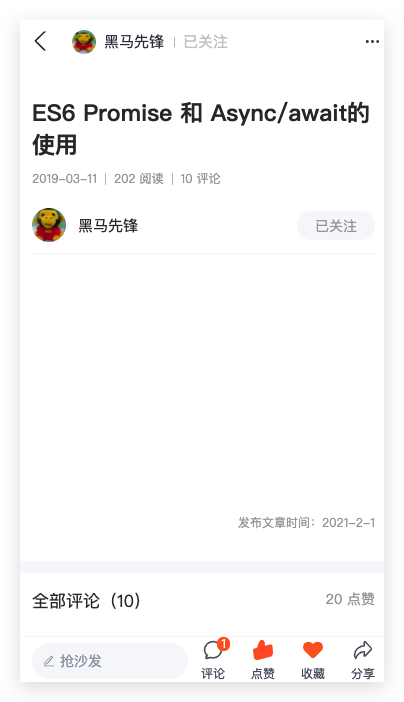 黑马先锋 | 已关注 ···
ES6 Promise 和 Async/await的
使用
2019-03-11 | 202 阅读 | 10 评论
黑马先锋 已关注
发布文章时间：2021-2-1
全部评论（10） 20 点赞
抢沙发 1
评论 点赞 收藏 分享